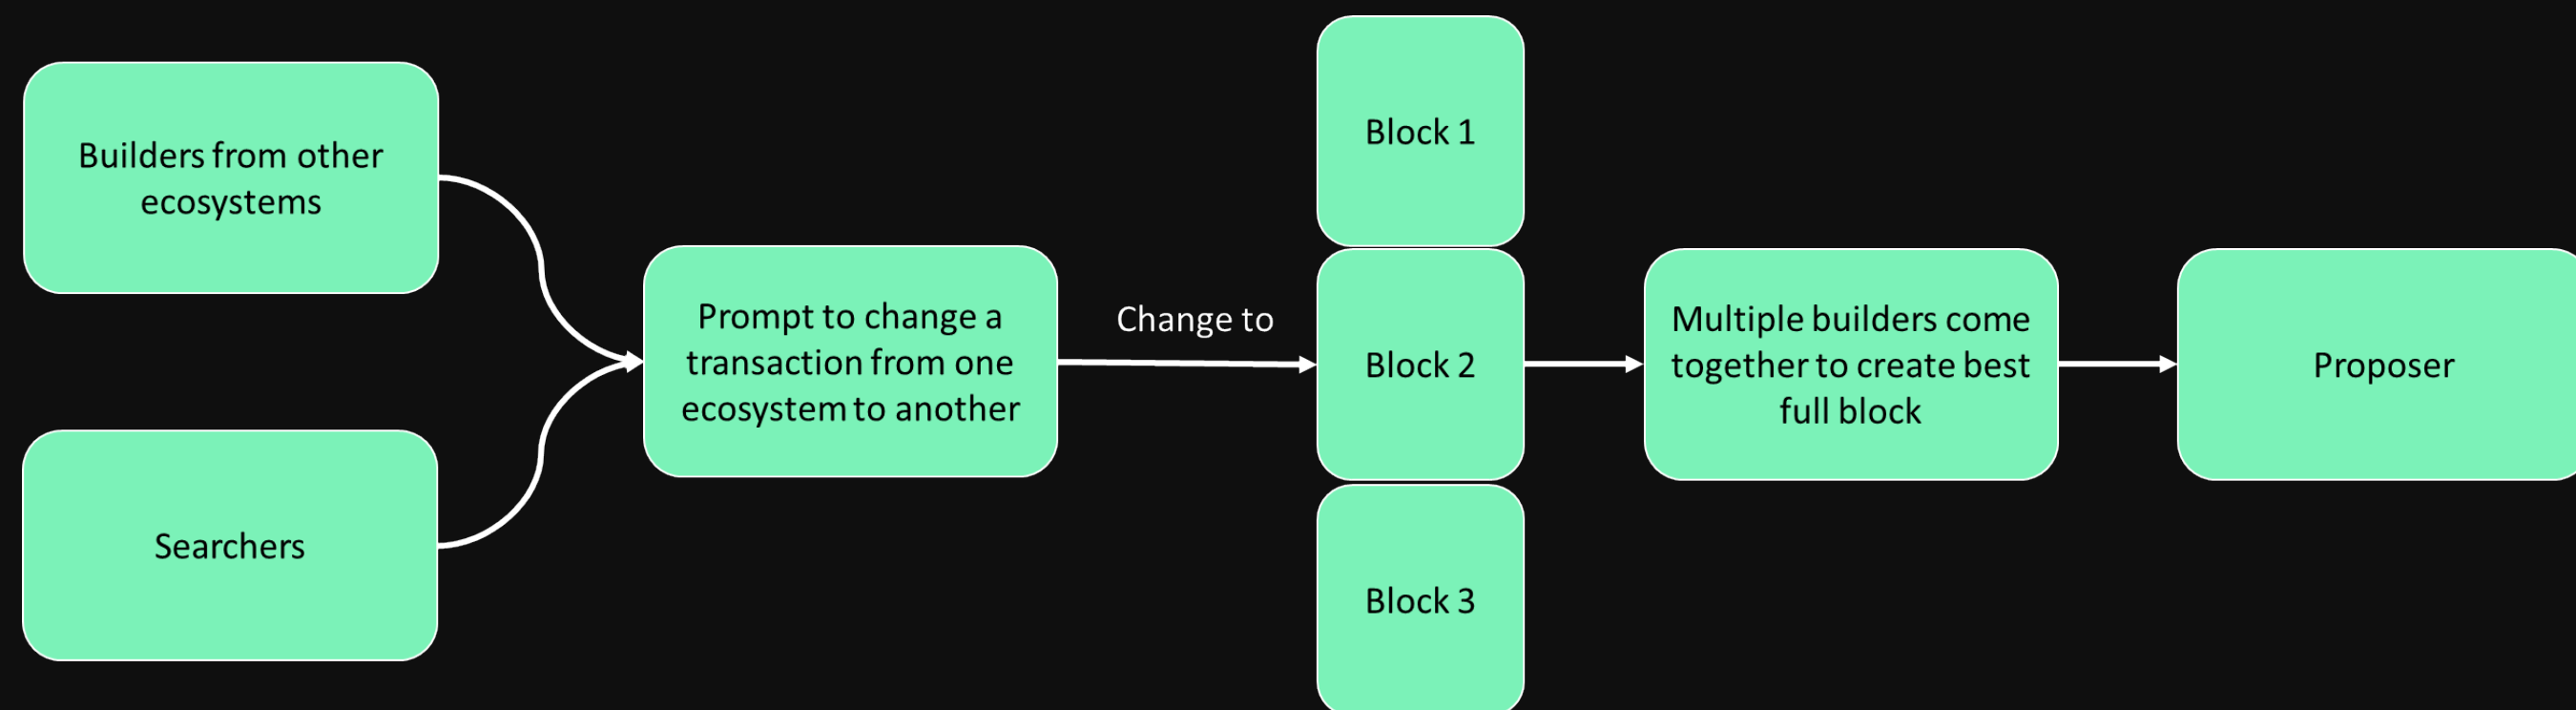 Builders from other
ecosystems
Searchers
Prompt to change a
transaction from one
ecosystem to another
Change to
Block 1
Block 2
Block 3
Multiple builders come
together to create best
full block
Proposer